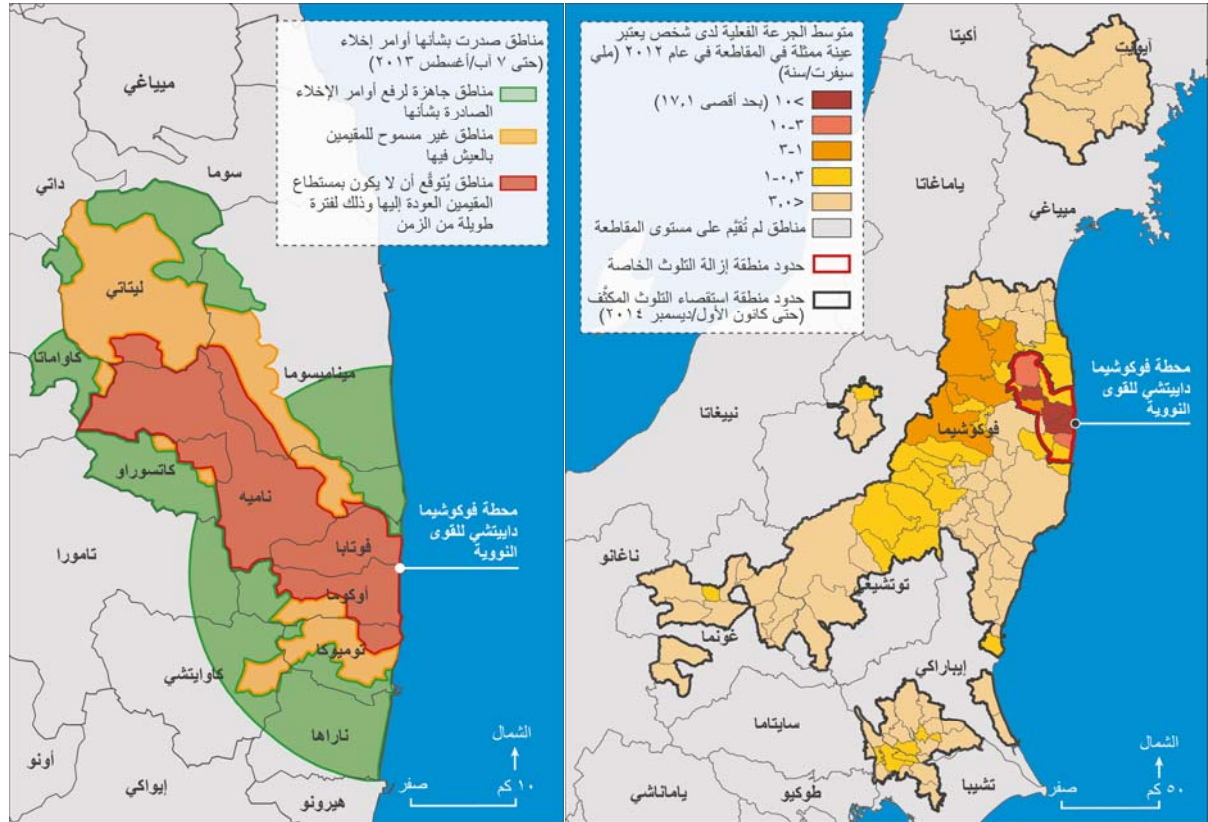 مناطق صدرت بشأنها أوامر إخلاء
(حتى ٧ آب/أغسطس ٢٠١٣)
مناطق جاهزة لرفع أوامر الإخلاء
الصادرة بشأنها
مناطق غير مسموح للمقيمين
بالعيش فيها
مناطق يُتوقَّع أن لا يكون بمستطاع
المقيمين العودة إليها وذلك لفترة
طويلة من الزمن
ميياغي
سوما
داتي
ليتاتي
كاواماتا
مينامبسوما
كاتسوراو
ناميه
محطة فوكوشيما
داييتشي للقوى
النووية
تامورا
فوتابا
أوكوما
توميوكا
كاوايتشي
ناراها
أونو
إيواكي
هيرونو
الشمال
صفر
١٠ كم
متوسط الجرعة الفعلية لدى شخص يعتبر
عينة ممثلة في المقاطعة في عام ٢٠١٢ (ملي
سيفرت/سنة)
>١٠ (بحد أقصى ١٧،١)
٣-١٠
١-٣
٠,٣-١
<٣,٠
مناطق لم تُقيَّم على مستوى المقاطعة
حدود منطقة إزالة التلوث الخاصة
حدود منطقة استقصاء التلوث المكثَّف
(حتى كانون الأول/ديسمبر ٢٠١٤)
أكيتا
آيوايت
ياماغاتا
ميياغي
نييغاتا
فوكوشيما
محطة فوكوشيما
داييتشي للقوى
النووية
ناغانو
توتشيغي
غونما
إيباراكي
سايتاما
ياماناشي
طوكيو
تشيبا
الشمال
صفر
٥٠ كم